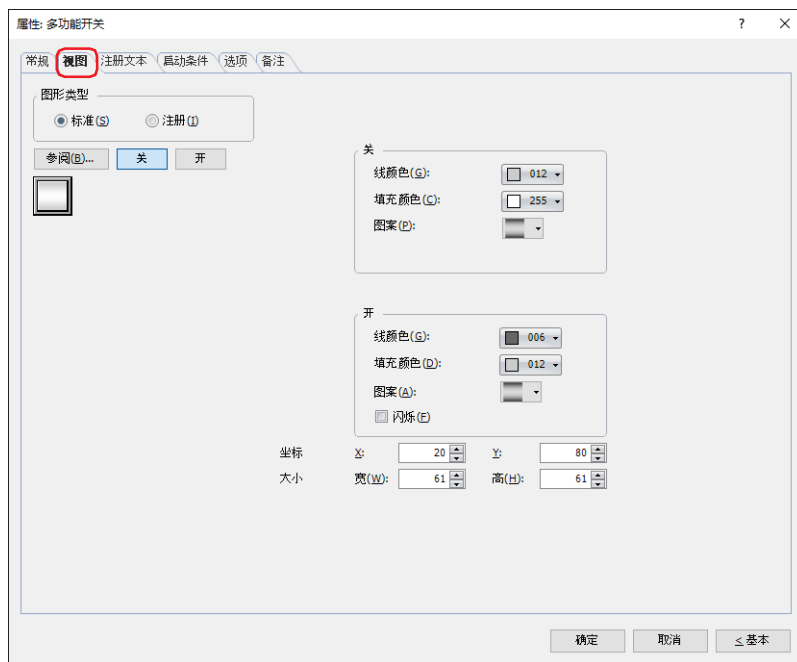 属性: 多功能开关
? ×
常规 视图 注册文本 启动条件 选项 备注
图形类型
标准(S) 注册(I)
参阅(B)... 关 开
关
线颜色(G): 012
填充颜色(C): 255
图案(P):
开
线颜色(G): 006
填充颜色(D): 012
图案(A):
闪烁(F)
坐标 X: 20 Y: 80
大小 宽(W): 61 高(H): 61
确定 取消 <基本